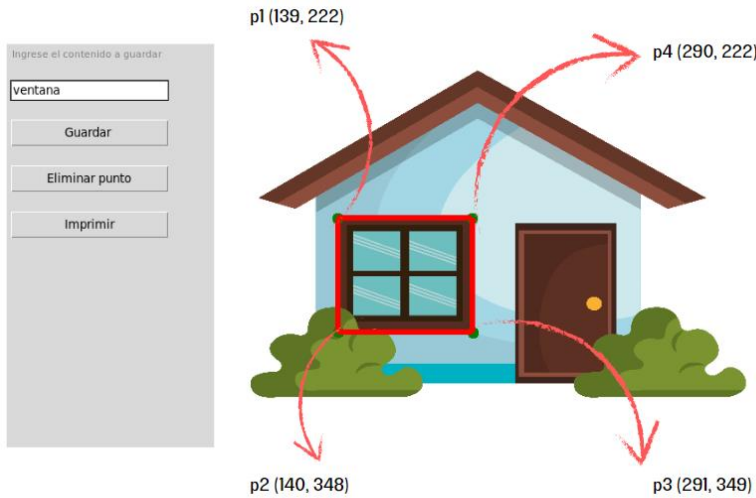 p1 (139, 222)
p4 (290, 222)
Ingrese el contenido a guardar
ventana
Guardar
Eliminar punto
Imprimir
p2 (140, 348)
p3 (291, 349)